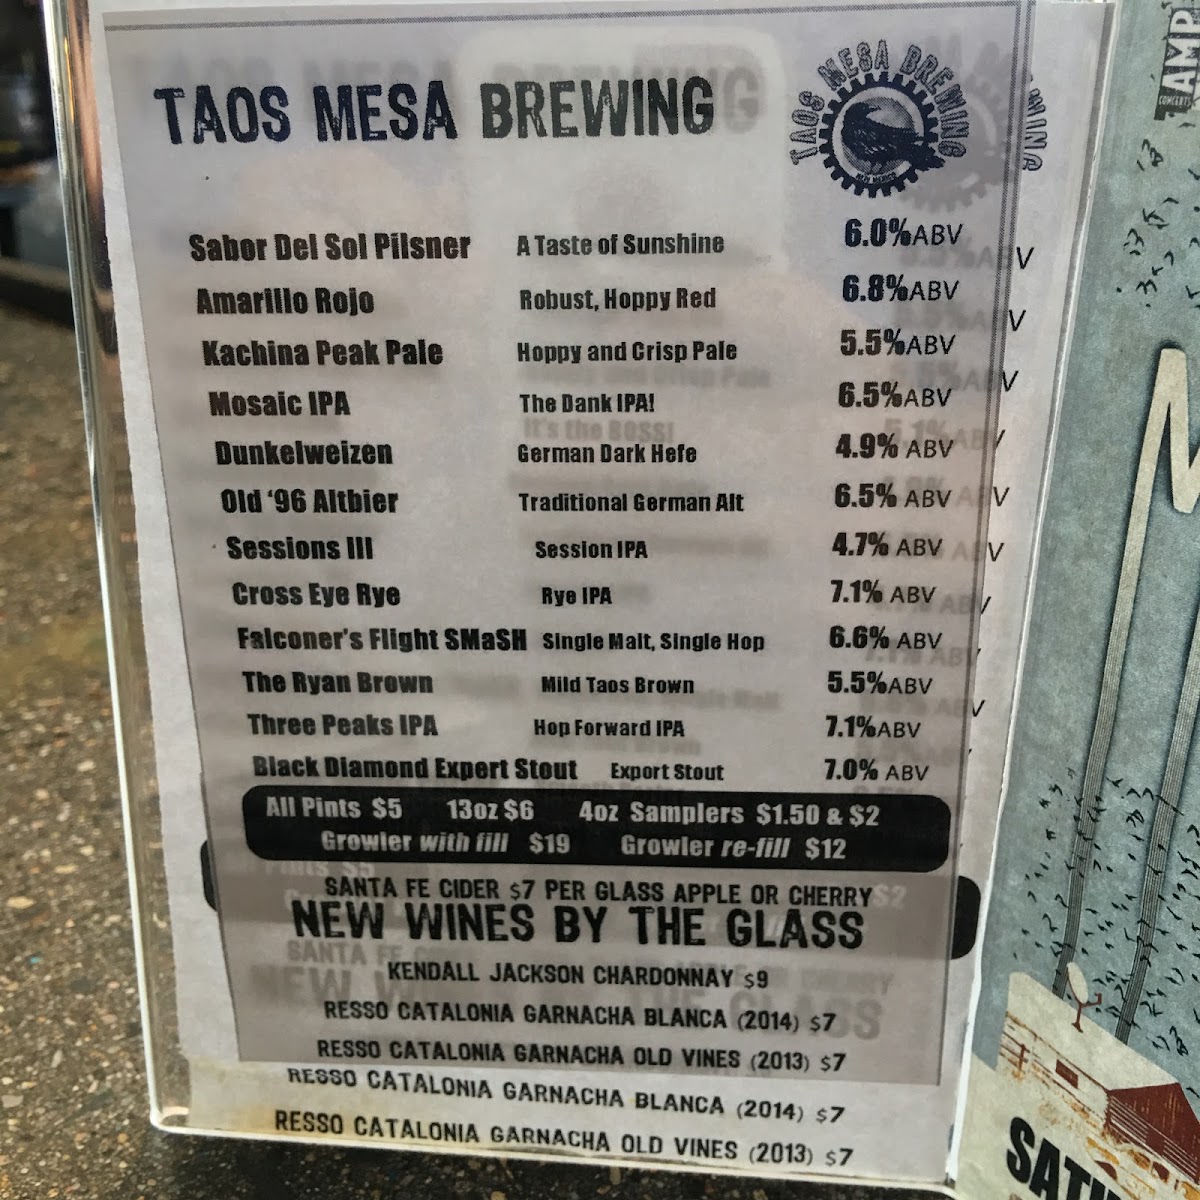 TAOS MESA BREWING
TAOS MESA BREWING
Sabor Del Sol Pilsner A Taste of Sunshine 6.0%ABV
Amarillo Rojo Robust, Hoppy Red 6.8%ABV
Kachina Peak Pale Hoppy and Crisp Pale 5.5%ABV
Mosaic IPA The Dank IPA! 6.5%ABV
Dunkelweizen German Dark Hefe 4.9% ABV
Old '96 Altbier Traditional German Alt 6.5% ABV
Sessions III Session IPA 4.7% ABV
Cross Eye Rye Rye IPA 7.1% ABV
Falconer's Flight SMaSH Single Malt, Single Hop 6.6% ABV
The Ryan Brown Mild Taos Brown 5.5%ABV
Three Peaks IPA Hop Forward IPA 7.1%ABV
Black Diamond Expert Stout Export Stout 7.0% ABV
All Pints $5 13oz $6 4oz Samplers $1.50 & $2
Growler with fill $19 Growler re-fill $12
SANTA FE CIDER $7 PER GLASS APPLE OR CHERRY
NEW WINES BY THE GLASS
KENDALL JACKSON CHARDONNAY $9
RESSO CATALONIA GARNACHA BLANCA (2014) $7
RESSO CATALONIA GARNACHA OLD VINES (2013) $7
RESSO CATALONIA GARNACHA BLANCA (2014) $7
RESSO CATALONIA GARNACHA OLD VINES (2013) $7